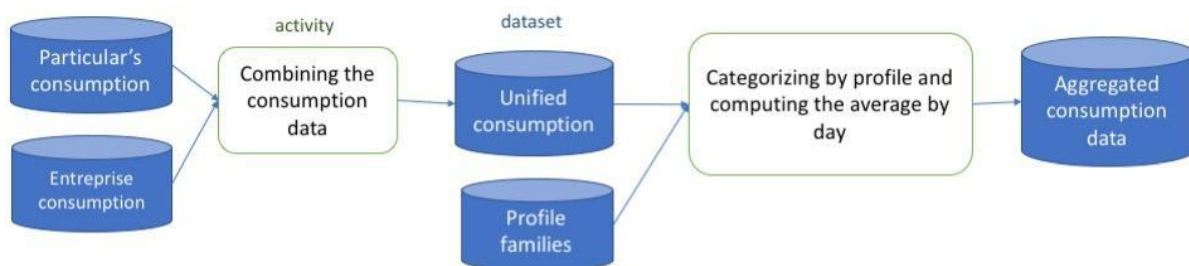 activity
dataset
Particular's
consumption
Combining the
consumption
data
Unified
consumption
Categorizing by profile and
computing the average by
day
Aggregated
consumption
data
Entreprise
consumption
Profile
families